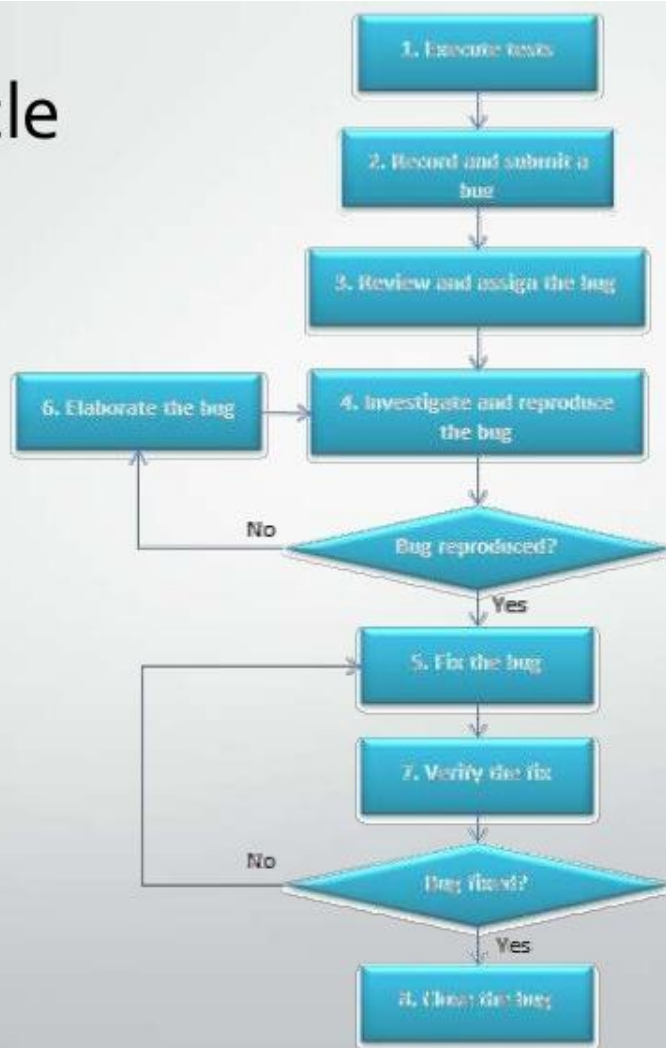 cle
1. Execute tests
2. Record and submit a
bug
3. Review and assign the bug
6. Elaborate the bug
4. Investigate and reproduce
the bug
No
Bug reproduced?
Yes
5. Fix the bug
7. Verify the fix
No
Bug fixed?
Yes
8. Close the bug